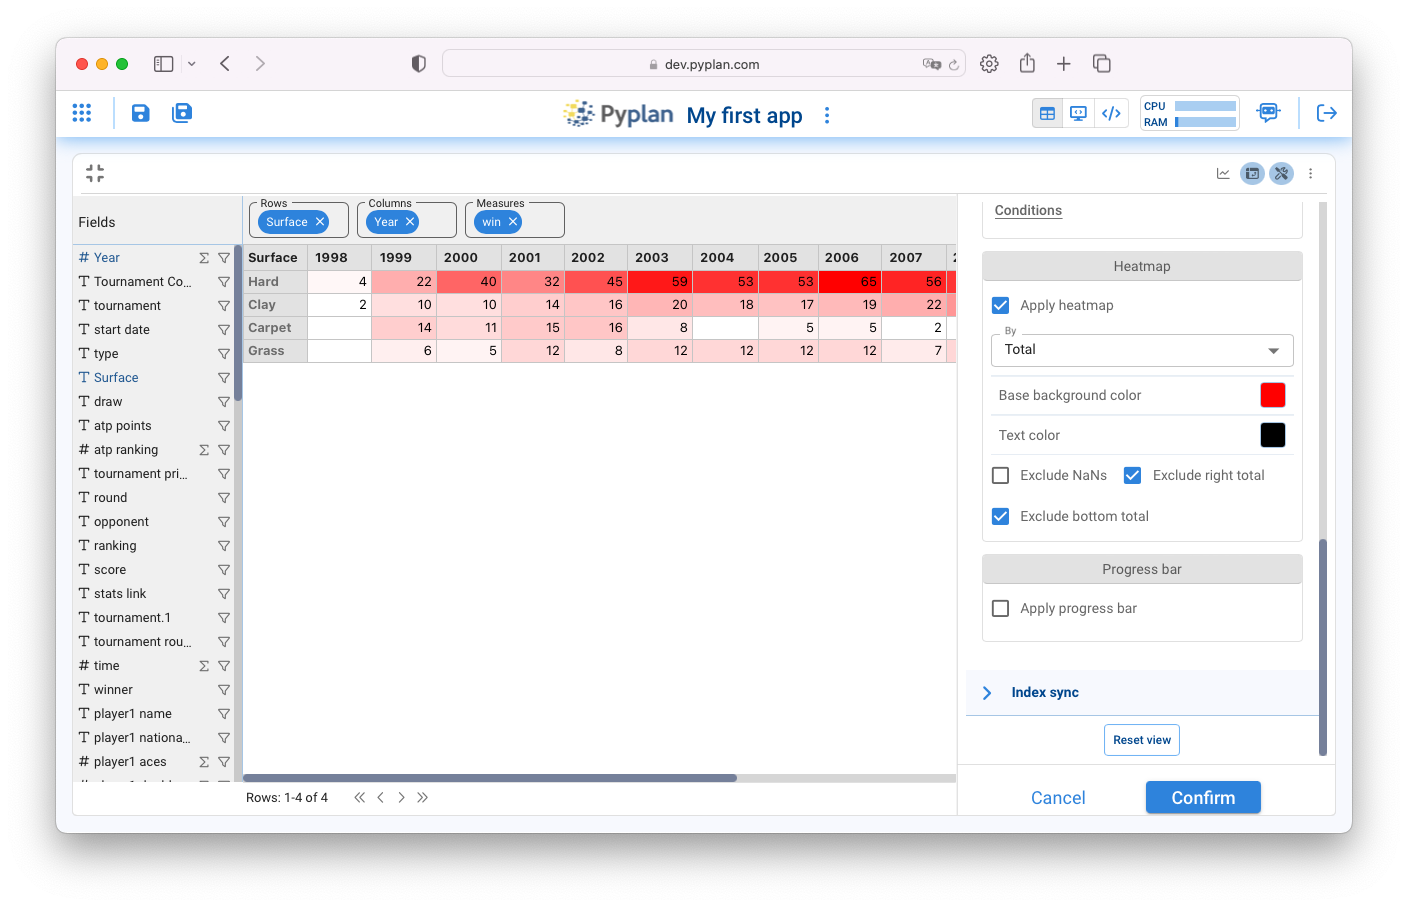 dev.pyplan.com
Pyplan My first app
CPU
RAM
Fields
Rows
Surface
Columns
Year
Measures
win
Year
Tournament Co...
tournament
start date
type
Surface
draw
atp points
atp ranking
tournament pri...
round
opponent
ranking
score
stats link
tournament.1
tournament rou...
time
winner
player1 name
player1 nationa...
player1 aces
Surface 1998 1999 2000 2001 2002 2003 2004 2005 2006 2007
Hard 4 22 40 32 45 59 53 53 65 56
Clay 2 10 10 14 16 20 18 17 19 22
Carpet 14 11 15 16 8 5 5 2
Grass 6 5 12 8 12 12 12 12 7
Rows: 1-4 of 4
Conditions
Heatmap
Apply heatmap
By
Total
Base background color
Text color
Exclude NaNs Exclude right total
Exclude bottom total
Progress bar
Apply progress bar
Index sync
Reset view
Cancel Confirm